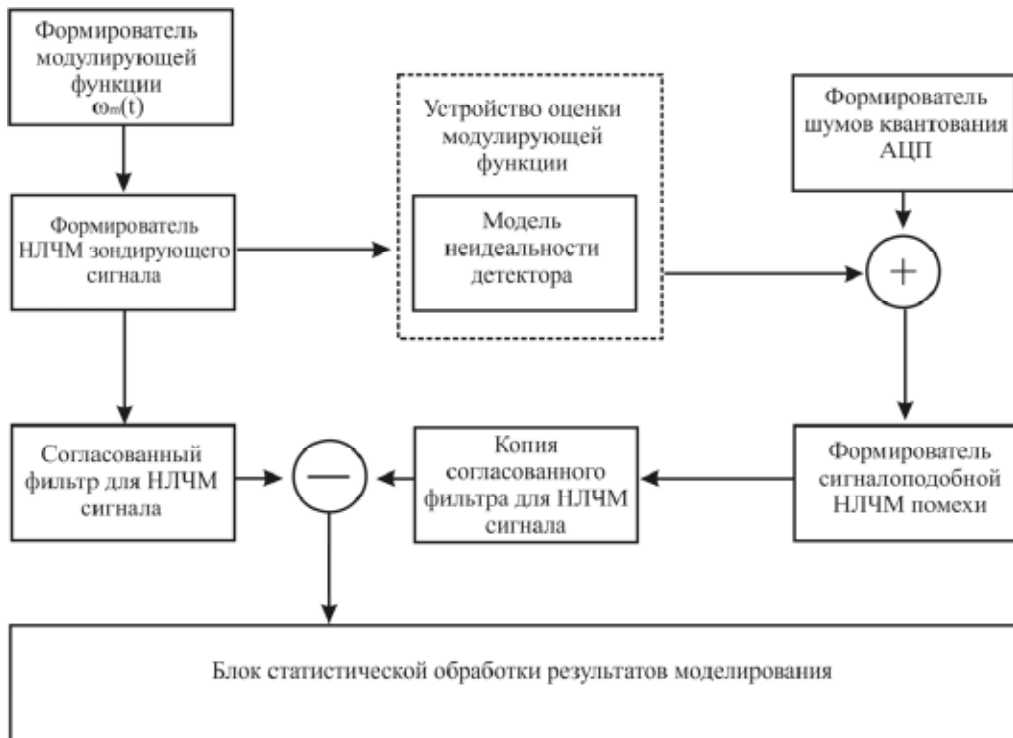 Формирователь
модулирующей
функции
ωm(t)
Устройство оценки
модулирующей
функции
Формирователь
шумов квантования
АЦП
Формирователь
НЛЧМ зондирующего
сигнала
Модель
неидеальности
детектора
+
Согласованный
фильтр для НЛЧМ
сигнала
—
Копия
согласованного
фильтра для НЛЧМ
сигнала
Формирователь
сигналоподобной
НЛЧМ помехи
Блок статистической обработки результатов моделирования